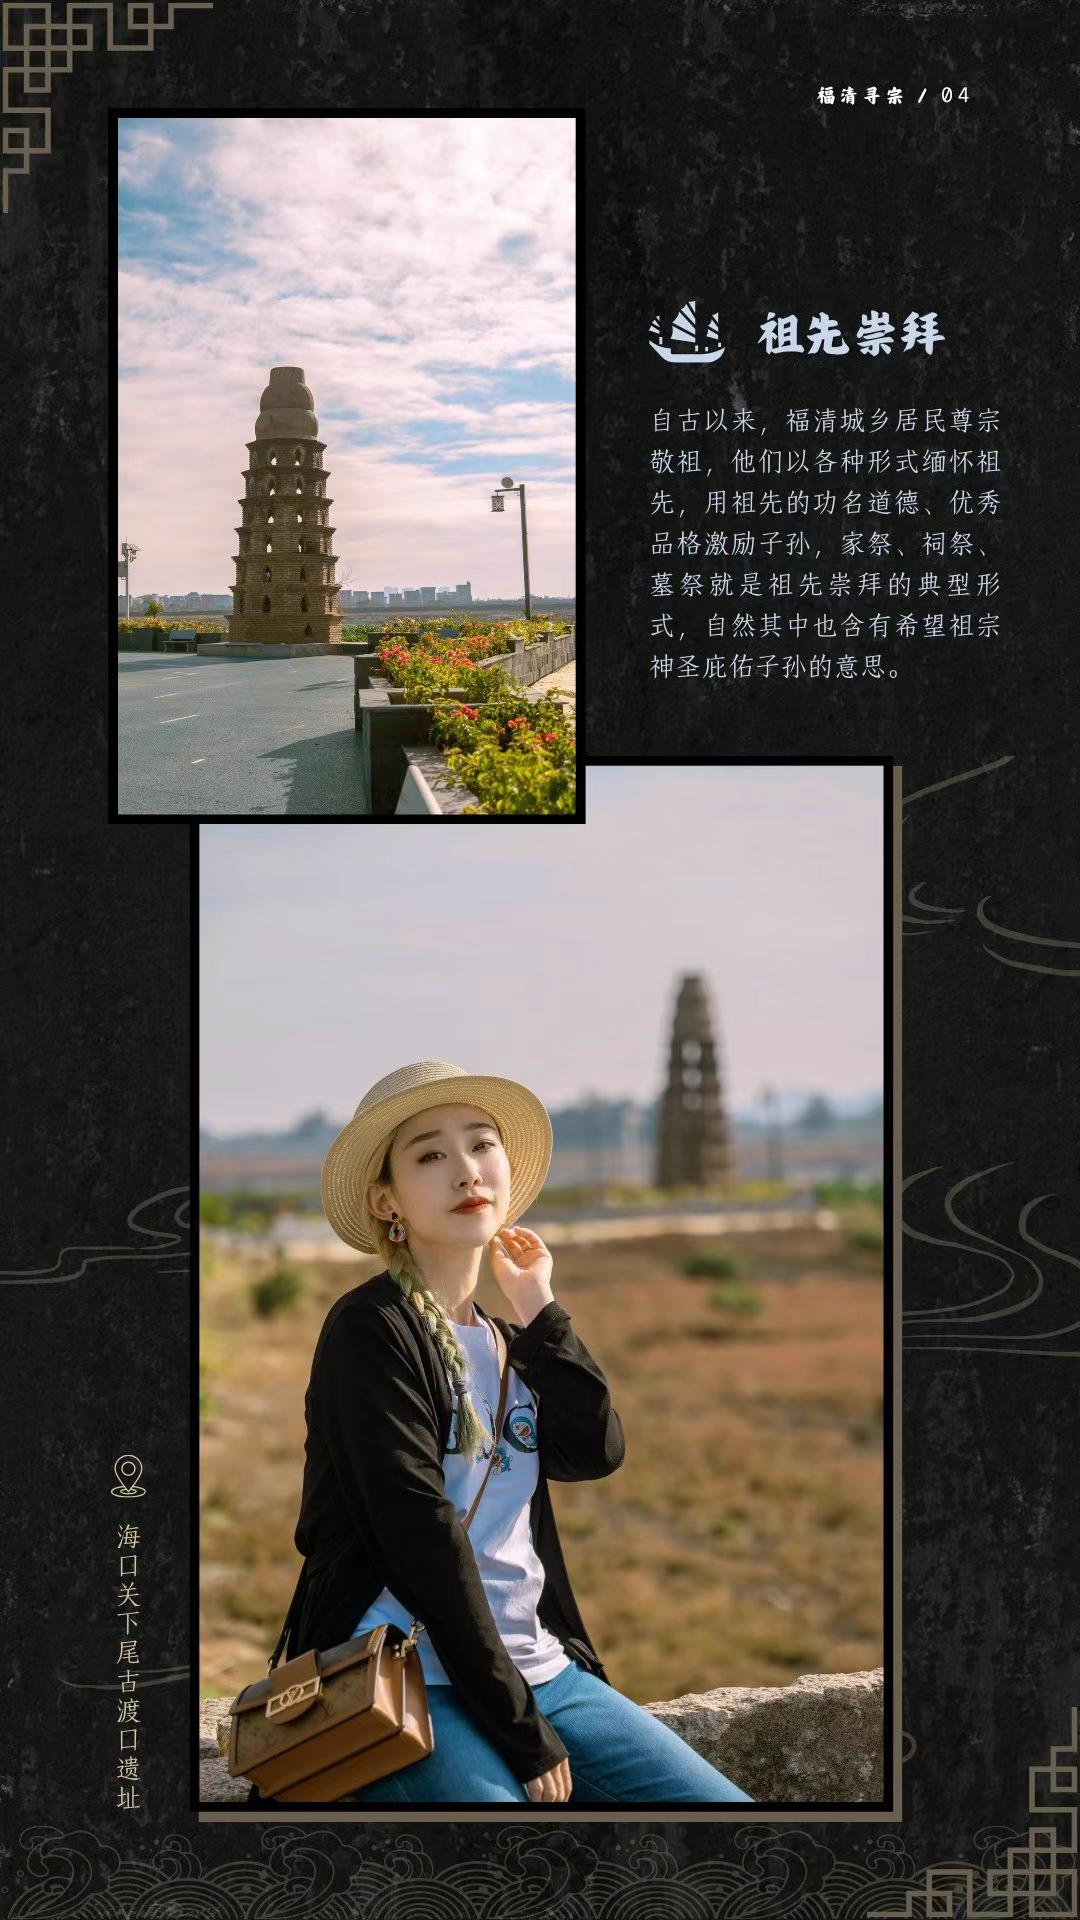 福清寻宗 / 04
祖先崇拜
自古以来，福清城乡居民尊宗
敬祖，他们以各种形式缅怀祖
先，用祖先的功名道德、优秀
品格激励子孙，家祭、祠祭、
墓祭就是祖先崇拜的典型形
式，自然其中也含有希望祖宗
神圣庇佑子孙的意思。
海口关下尾古渡口遗址